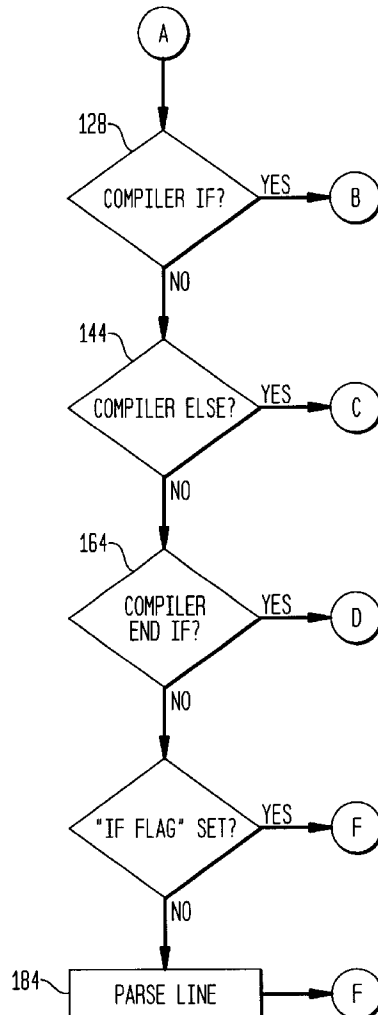 A
128
COMPILER IF?
YES
B
NO
144
COMPILER ELSE?
YES
C
NO
164
COMPILER
END IF?
YES
D
NO
"IF FLAG" SET?
YES
F
NO
184
PARSE LINE
F